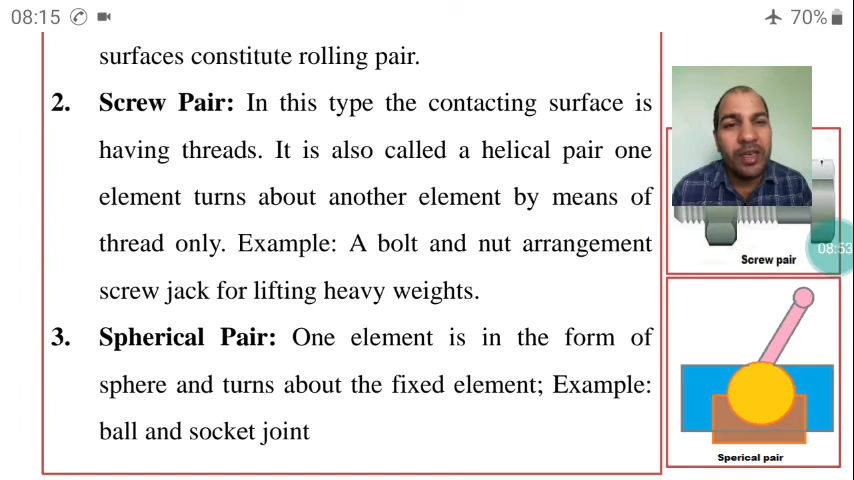 08:15 70%
surfaces constitute rolling pair.
2. Screw Pair: In this type the contacting surface is
having threads. It is also called a helical pair one
element turns about another element by means of
thread only. Example: A bolt and nut arrangement
screw jack for lifting heavy weights.
3. Spherical Pair: One element is in the form of
sphere and turns about the fixed element; Example:
ball and socket joint
08:53
Screw pair
Sperical pair